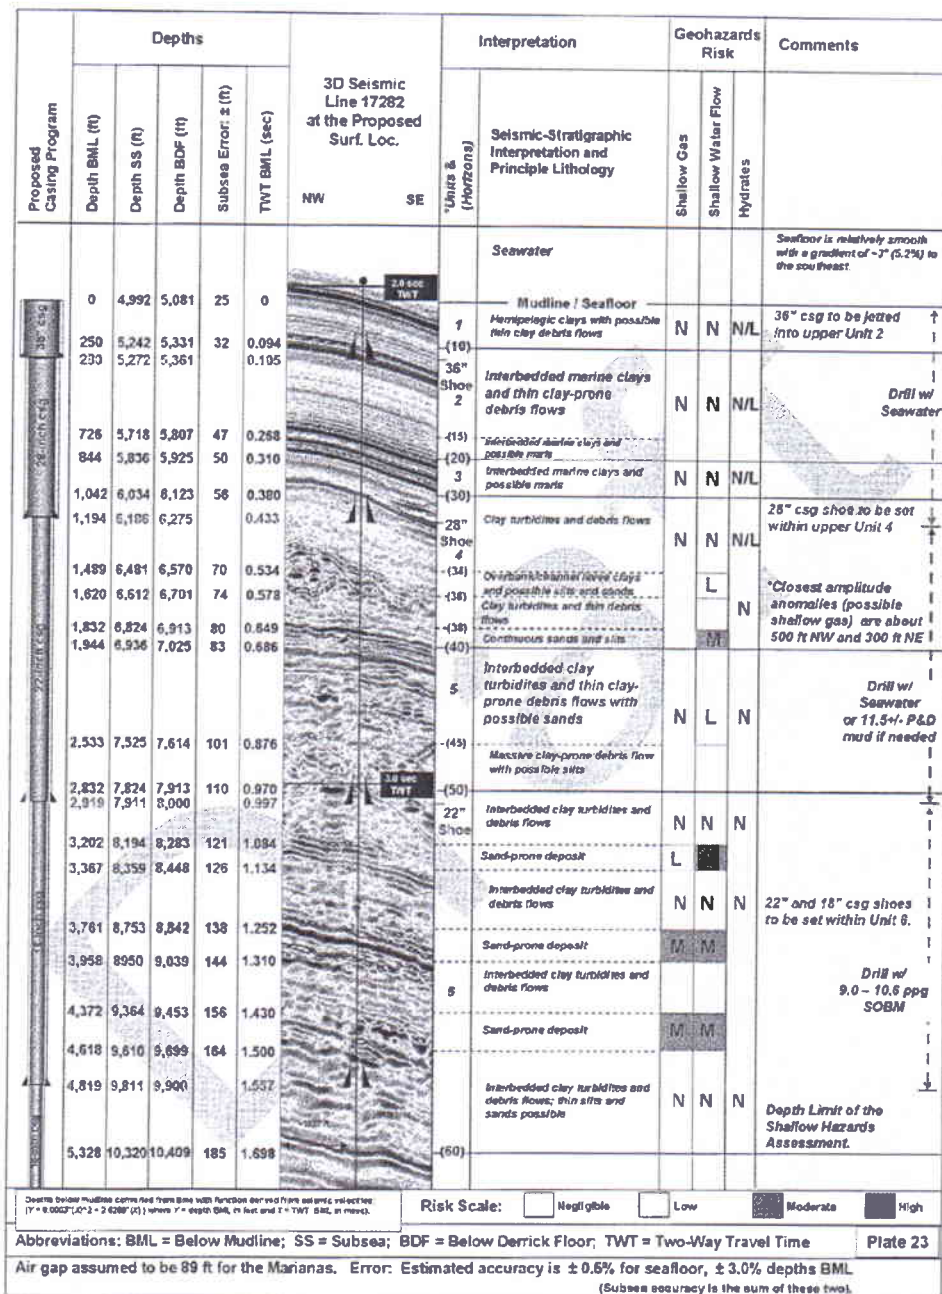 Depths
Interpretation
Geohazards Risk
Comments
Proposed Casing Program
Depth BML (ft)
Depth SS (ft)
Depth BDF (ft)
Subsea Error: ± (ft)
TWT BML (sec)
3D Seismic
Line 17282
at the Proposed
Surf. Loc.
NW SE
*Units & (Horizons)
Seismic-Stratigraphic
Interpretation and
Principle Lithology
Shallow Gas
Shallow Water Flow
Hydrates
Seawater
Seafloor is relatively smooth
with a gradient of ~3° (5.2%) to
the southeast.
2.0 sec
TWT
0 4,992 5,081 25 0
Mudline / Seafloor
1 Hemipelagic clays with possible
thin clay debris flows
N N N/L
36" csg to be jetted
into upper Unit 2
250 5,242 5,331 32 0.094
(10)
5,272 5,361
36"
Shoe
2
Interbedded marine clays
and thin clay-prone
debris flows
N N N/L
Drill w/
Seawater
726 5,718 5,807 47 0.268
(15)
Interbedded marine clays and
possible marls
844 5,836 5,925 50 0.310
(20)
3 Interbedded marine clays and
possible marls
N N N/L
1,042 6,034 6,123 56 0.380
(30)
1,194 6,186 6,275 0.433
28"
Shoe
4
Clay turbidites and debris flows
N N N/L
28" csg shoe to be set
within upper Unit 4
1,489 6,481 6,570 70 0.534
(34)
Overbank/channel levee clays
and possible silts and sands
L
1,620 6,612 6,701 74 0.578
(36)
Clay turbidites and thin debris
flows
N
*Closest amplitude
anomalies (possible
shallow gas) are about
500 ft NW and 300 ft NE
1,832 6,824 6,913 80 0.649
(38)
Continuous sands and silts
M
1,944 6,936 7,025 83 0.686
(40)
5
Interbedded clay
turbidites and thin clay-
prone debris flows with
possible sands
N L N
Drill w/
Seawater
or 11.5+/- P&D
mud if needed
2,533 7,525 7,614 101 0.876
(45)
Massive clay-prone debris flow
with possible silts
3.0 sec
TWT
2,832 7,824 7,913 110 0.970
(50)
2,919 7,911 8,000 0.997
22"
Shoe
Interbedded clay turbidites and
debris flows
N N N
3,202 8,194 8,283 121 1.084
Sand-prone deposit
L
3,367 8,359 8,448 126 1.134
Interbedded clay turbidites and
debris flows
N N N
22" and 18" csg shoes
to be set within Unit 6.
3,761 8,753 8,842 138 1.252
Sand-prone deposit
M M
3,958 8950 9,039 144 1.310
Interbedded clay turbidites and
debris flows
6
Drill w/
9.0 – 10.6 ppg
SOBM
4,372 9,364 9,453 156 1.430
Sand-prone deposit
M M
4,618 9,610 9,699 164 1.500
4,819 9,811 9,900 1.557
Interbedded clay turbidites and
debris flows; thin silts and
sands possible
N N N
Depth Limit of the
Shallow Hazards
Assessment.
5,328 10,320 10,409 185 1.698
(60)
Depths below mudline converted from time with function derived from seismic velocities:
Risk Scale: Negligible Low Moderate High
Abbreviations: BML = Below Mudline; SS = Subsea; BDF = Below Derrick Floor; TWT = Two-Way Travel Time
Plate 23
Air gap assumed to be 89 ft for the Marianas. Error: Estimated accuracy is ± 0.5% for seafloor, ± 3.0% depths BML
(Subsea accuracy is the sum of these two).